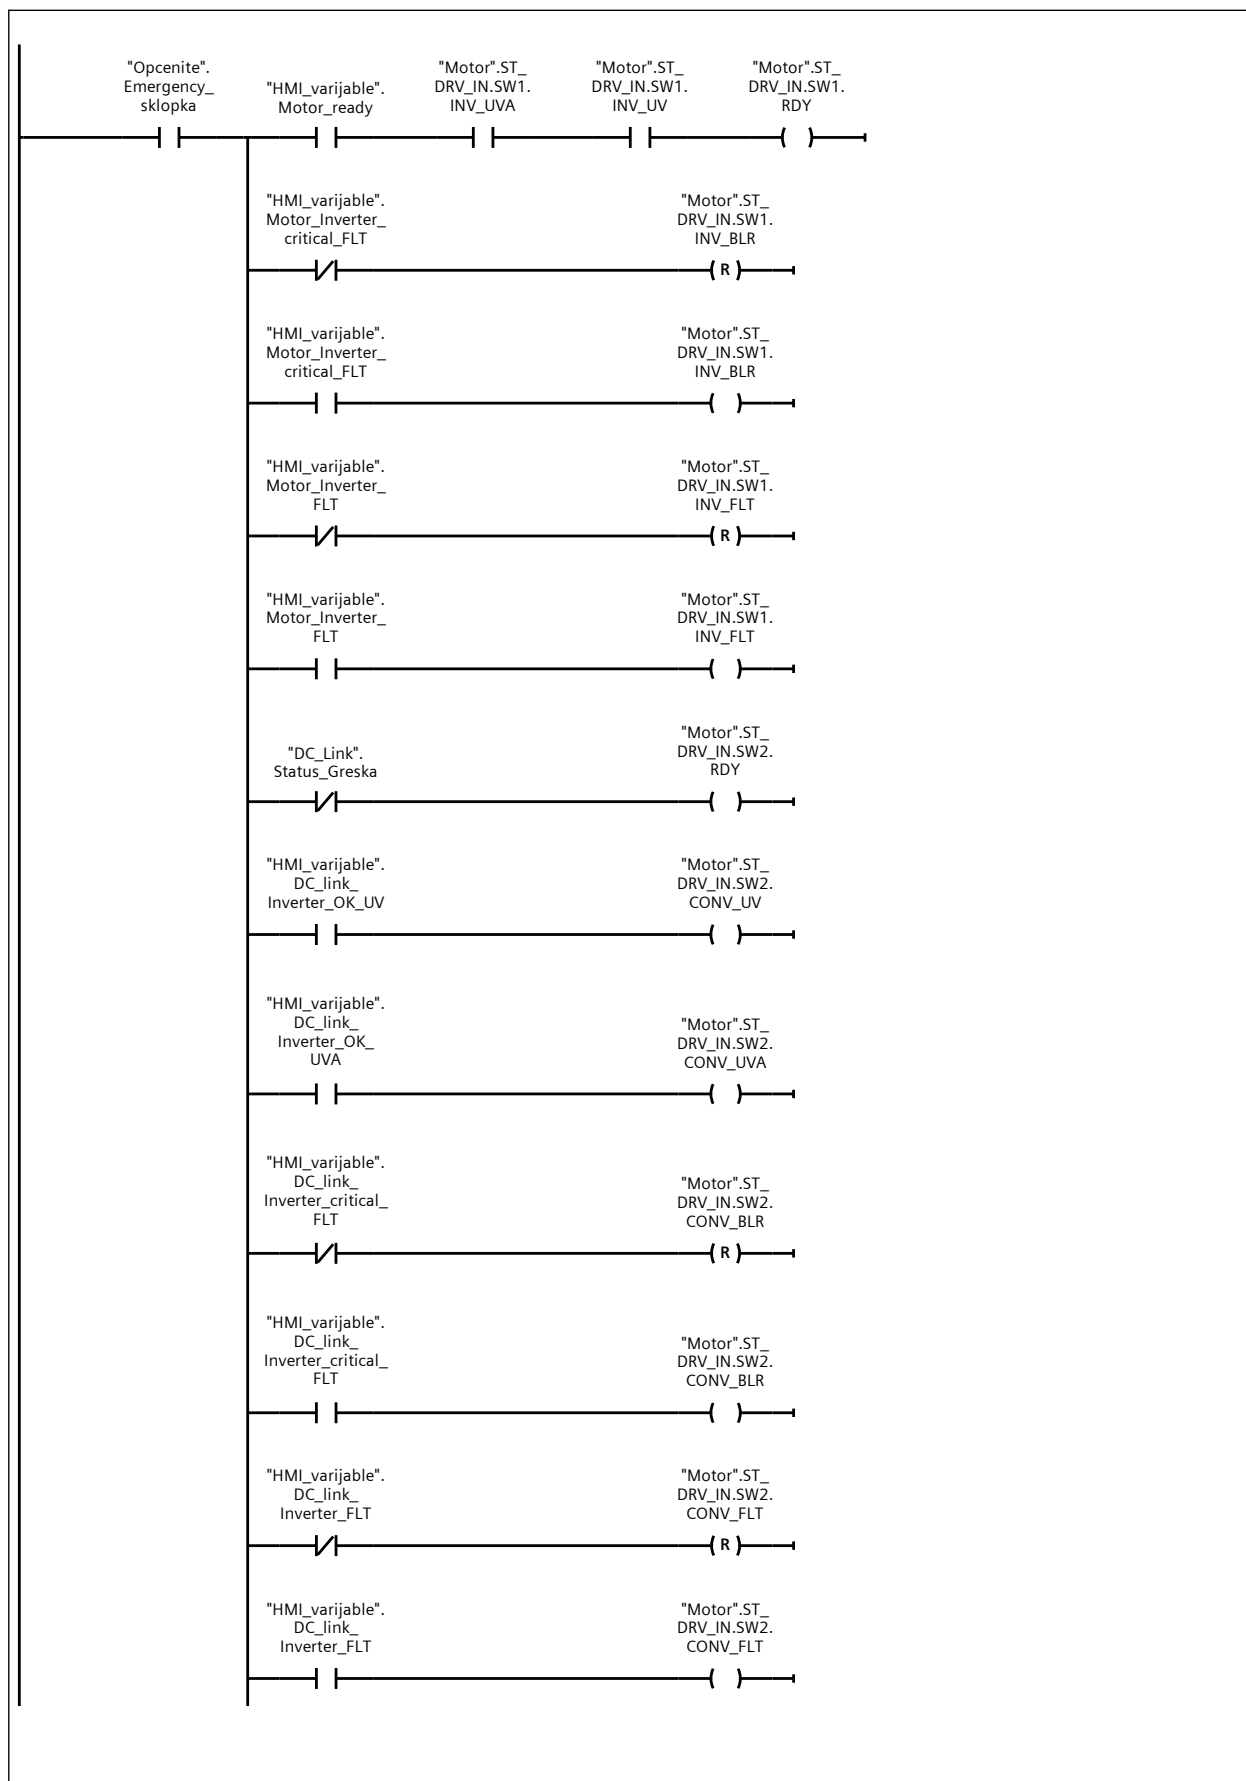 "Opcenite".
Emergency_
sklopka
"HMI_varijable".
Motor_ready
"Motor".ST_
DRV_IN.SW1.
INV_UVA
"Motor".ST_
DRV_IN.SW1.
INV_UV
"Motor".ST_
DRV_IN.SW1.
RDY
"HMI_varijable".
Motor_Inverter_
critical_FLT
"Motor".ST_
DRV_IN.SW1.
INV_BLR
R
"HMI_varijable".
Motor_Inverter_
critical_FLT
"Motor".ST_
DRV_IN.SW1.
INV_BLR
"HMI_varijable".
Motor_Inverter_
FLT
"Motor".ST_
DRV_IN.SW1.
INV_FLT
R
"HMI_varijable".
Motor_Inverter_
FLT
"Motor".ST_
DRV_IN.SW1.
INV_FLT
"DC_Link".
Status_Greska
"Motor".ST_
DRV_IN.SW2.
RDY
"HMI_varijable".
DC_link_
Inverter_OK_UV
"Motor".ST_
DRV_IN.SW2.
CONV_UV
"HMI_varijable".
DC_link_
Inverter_OK_
UVA
"Motor".ST_
DRV_IN.SW2.
CONV_UVA
"HMI_varijable".
DC_link_
Inverter_critical_
FLT
"Motor".ST_
DRV_IN.SW2.
CONV_BLR
R
"HMI_varijable".
DC_link_
Inverter_critical_
FLT
"Motor".ST_
DRV_IN.SW2.
CONV_BLR
"HMI_varijable".
DC_link_
Inverter_FLT
"Motor".ST_
DRV_IN.SW2.
CONV_FLT
R
"HMI_varijable".
DC_link_
Inverter_FLT
"Motor".ST_
DRV_IN.SW2.
CONV_FLT